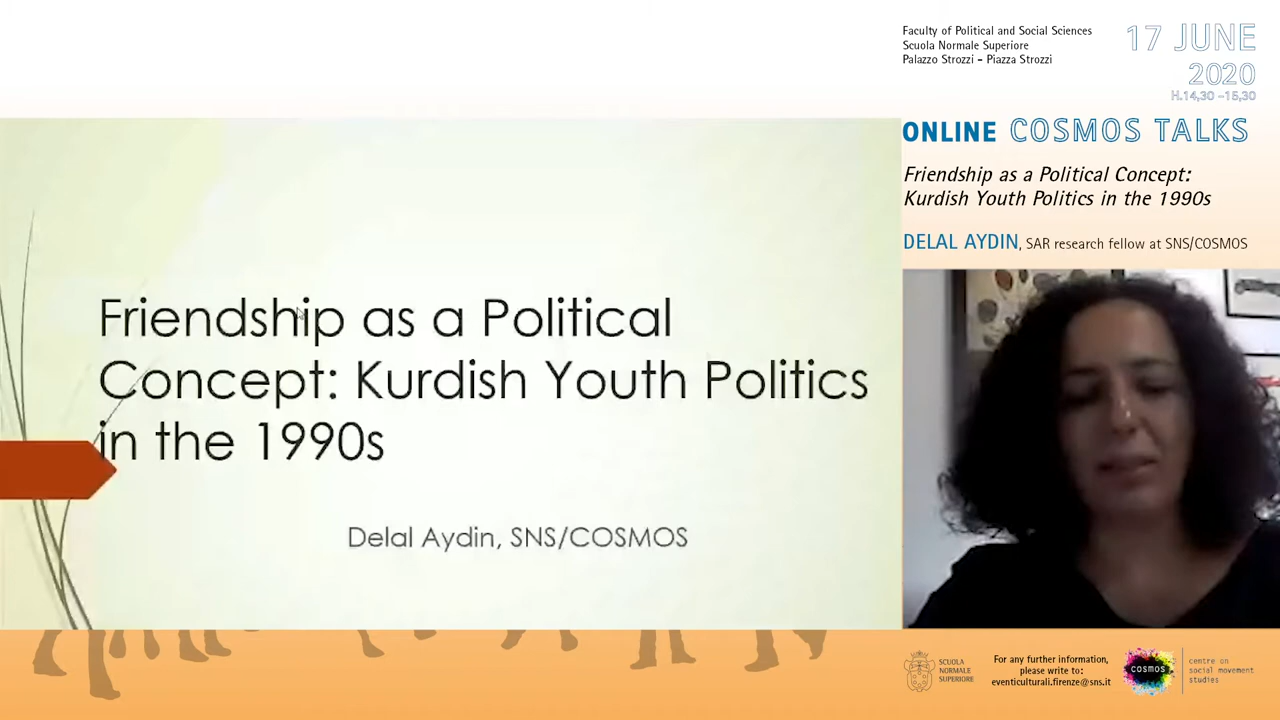 Faculty of Political and Social Sciences
Scuola Normale Superiore
Palazzo Strozzi - Piazza Strozzi
17 JUNE
2020
H.14,30 -15,30
ONLINE COSMOS TALKS
Friendship as a Political Concept:
Kurdish Youth Politics in the 1990s
DELAL AYDIN, SAR research fellow at SNS/COSMOS
Friendship as a Political
Concept: Kurdish Youth Politics
in the 1990s
Delal Aydin, SNS/COSMOS
SCUOLA
NORMALE
SUPERIORE
For any further information,
please write to:
eventiculturali.firenze@sns.it
cosmos
centre on
social movement
studies